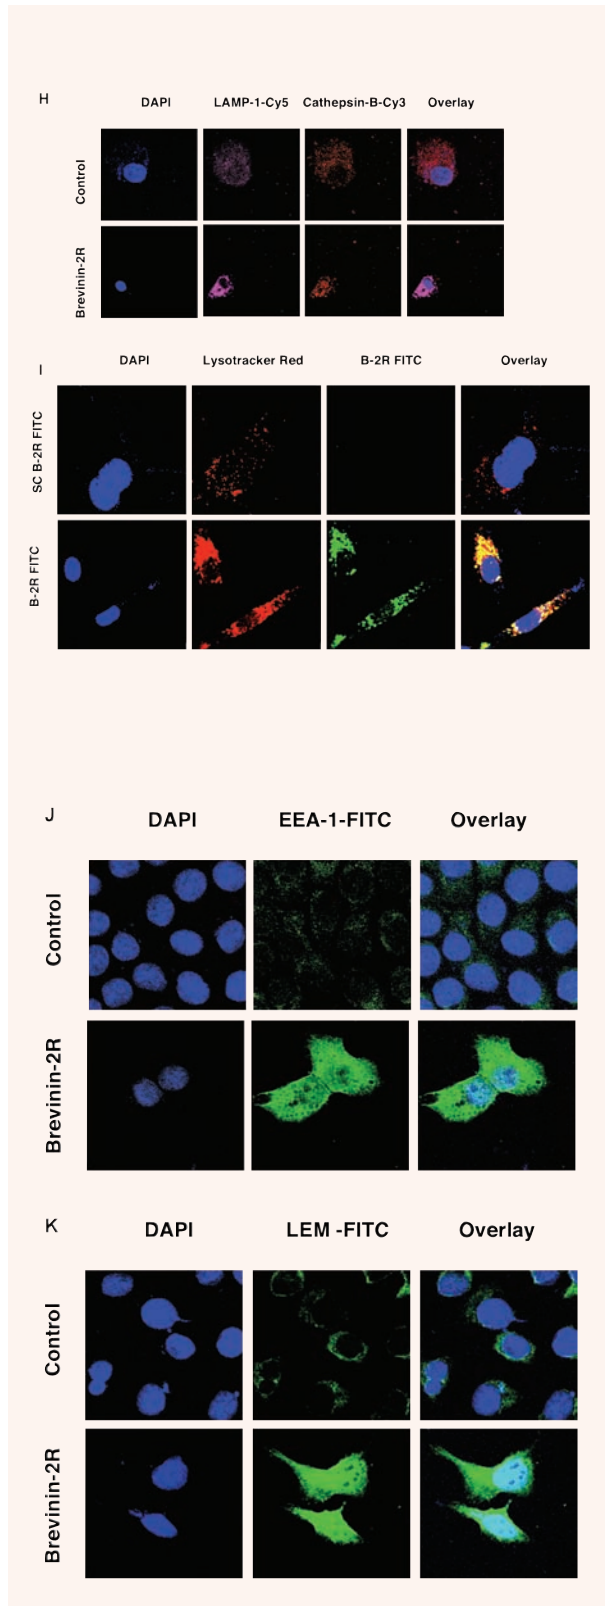 H
DAPI LAMP-1-Cy5 Cathepsin-B-Cy3 Overlay
Control
Brevinin-2R
I
DAPI Lysotracker Red B-2R FITC Overlay
SC B-2R FITC
B-2R FITC
J
DAPI EEA-1-FITC Overlay
Control
Brevinin-2R
K
DAPI LEM -FITC Overlay
Control
Brevinin-2R